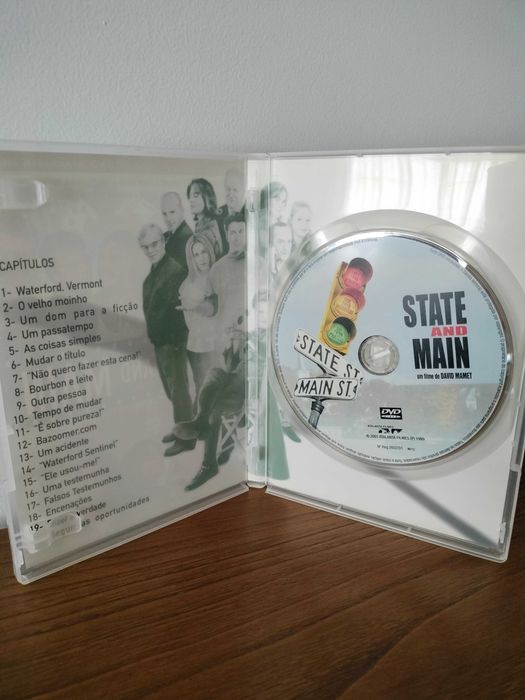 CAPÍTULOS
1- Waterford, Vermont
2- O velho moinho
3- Um dom para a ficção
4- Um passatempo
5- As coisas simples
6- Mudar o título
7- "Não quero fazer esta cena!"
8- Bourbon e leite
9- Outra pessoa
10- Tempo de mudar
11- "É sobre pureza"
12- Bazoomer.com
13- Um acidente
14- "Waterford Sentinel"
15- "Ele usou-me!"
16- Uma testemunha
17- Falsos Testemunhos
18- Encenações
19- verdade
segundas oportunidades
STATE ST.
MAIN ST.
STATE
AND
MAIN
um filme de DAVID MAMET
DVD